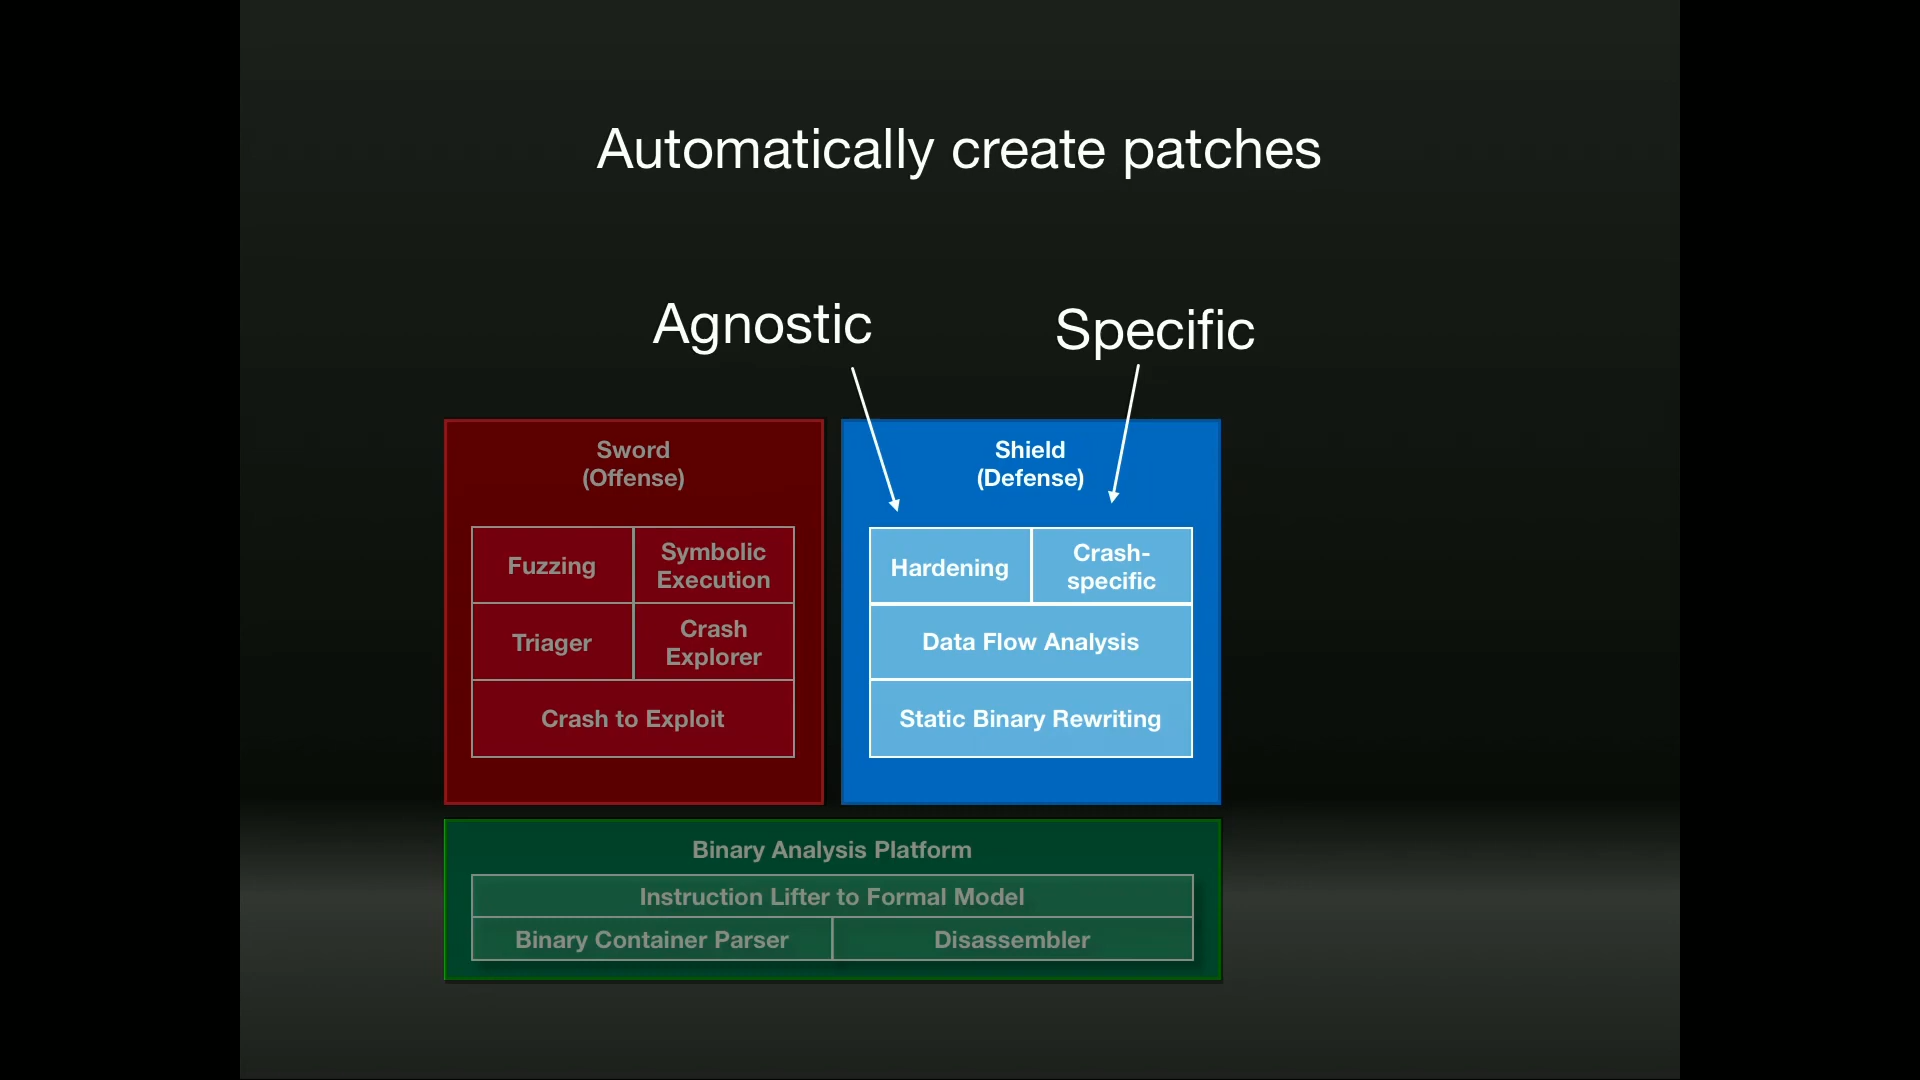 Automatically create patches
Agnostic
Specific
Sword
(Offense)
Fuzzing
Symbolic
Execution
Triager
Crash
Explorer
Crash to Exploit
Shield
(Defense)
Hardening
Crash-
specific
Data Flow Analysis
Static Binary Rewriting
Binary Analysis Platform
Instruction Lifter to Formal Model
Binary Container Parser
Disassembler